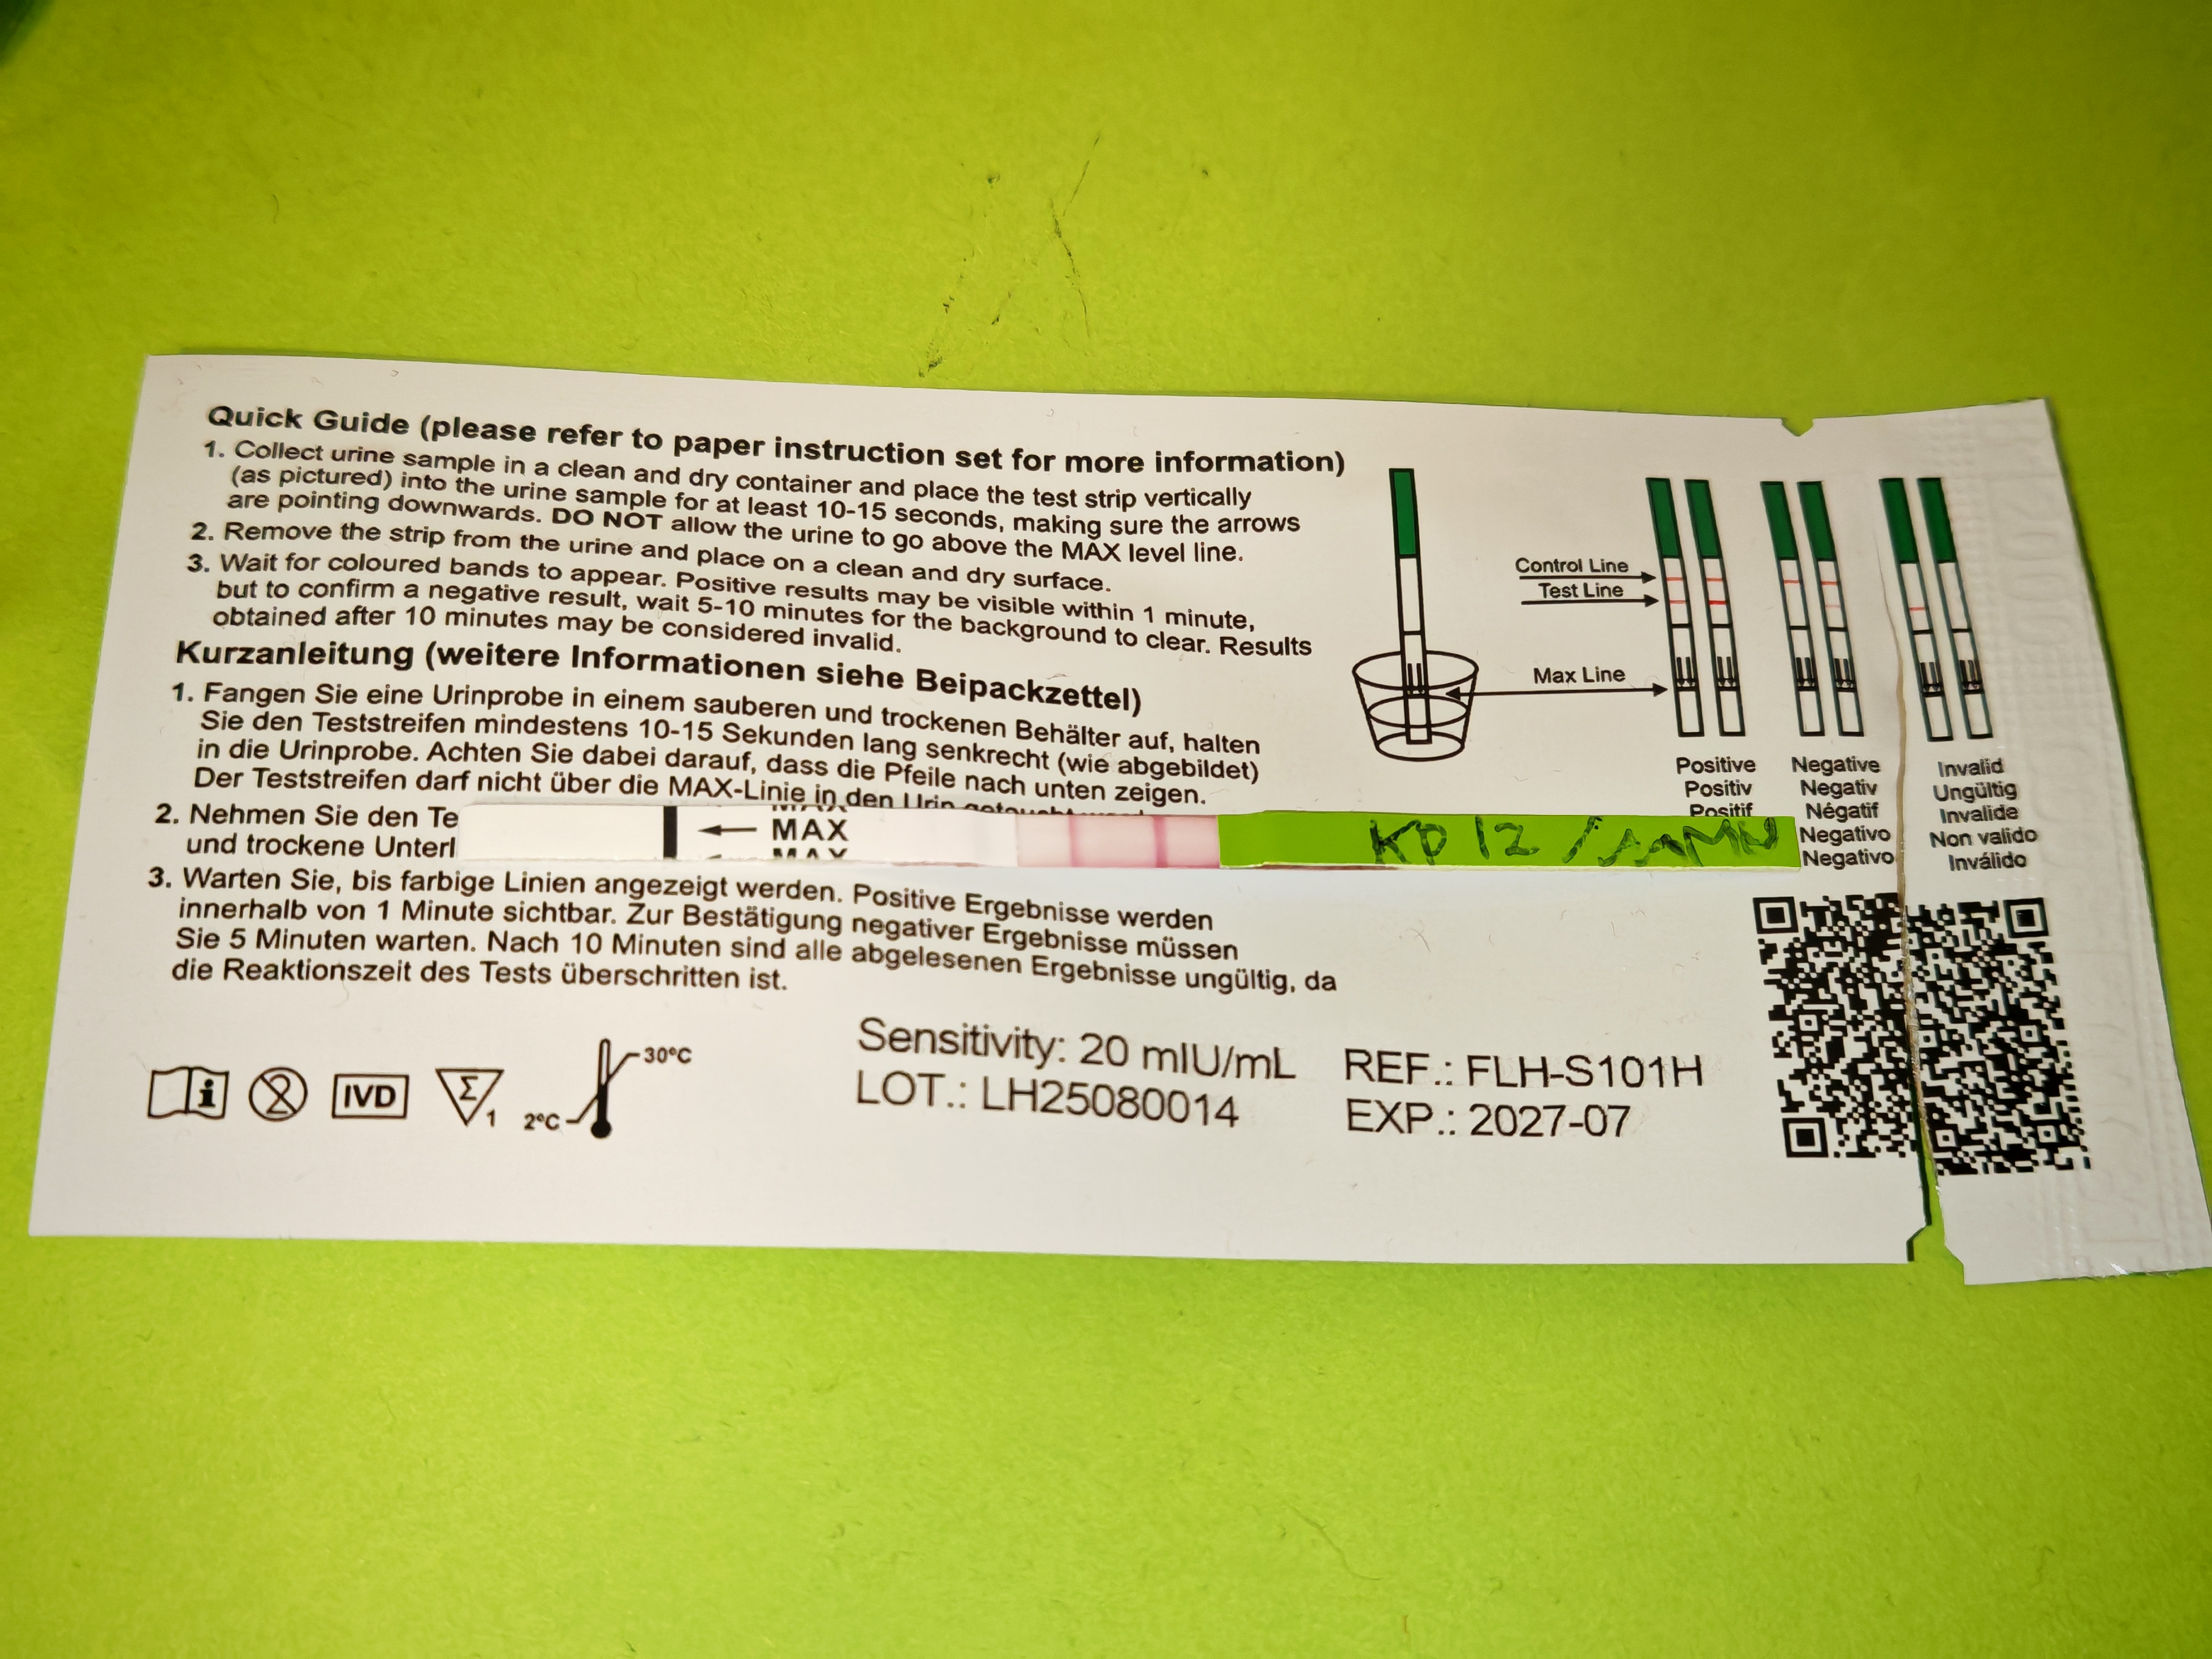 Quick Guide (please refer to paper instruction set for more information)
1. Collect urine sample in a clean and dry container and place the test strip vertically
(as pictured) into the urine sample for at least 10-15 seconds, making sure the arrows
are pointing downwards. DO NOT allow the urine to go above the MAX level line.
2. Remove the strip from the urine and place on a clean and dry surface.
3. Wait for coloured bands to appear. Positive results may be visible within 1 minute,
but to confirm a negative result, wait 5-10 minutes for the background to clear. Results
obtained after 10 minutes may be considered invalid.
Kurzanleitung (weitere Informationen siehe Beipackzettel)
1. Fangen Sie eine Urinprobe in einem sauberen und trockenen Behälter auf, halten
Sie den Teststreifen mindestens 10-15 Sekunden lang senkrecht (wie abgebildet)
in die Urinprobe. Achten Sie dabei darauf, dass die Pfeile nach unten zeigen.
Der Teststreifen darf nicht über die MAX-Linie in den Urin
2. Nehmen Sie den Te
und trockene Unterl
MAX
MAX
MAX
KD 12
3. Warten Sie, bis farbige Linien angezeigt werden. Positive Ergebnisse werden
innerhalb von 1 Minute sichtbar. Zur Bestätigung negativer Ergebnisse müssen
Sie 5 Minuten warten. Nach 10 Minuten sind alle abgelesenen Ergebnisse ungültig, da
die Reaktionszeit des Tests überschritten ist.
Control Line
Test Line
Max Line
Positive
Positiv
Positif
Negative
Negativ
Négatif
Negativo
Negativo
Invalid
Ungültig
Invalide
Non valido
Inválido
IVD
Σ
1
30°C
2°C
Sensitivity: 20 mIU/mL
LOT.: LH25080014
REF.: FLH-S101H
EXP.: 2027-07